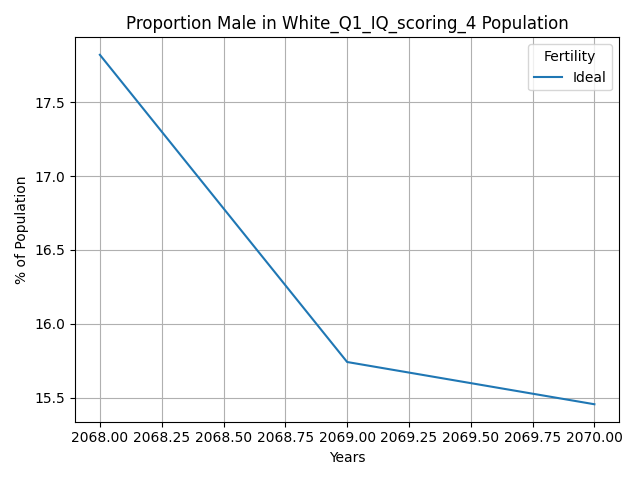 Proportion Male in White_Q1_IQ_scoring_4 Population
Fertility
Ideal
% of Population
17.5
17.0
16.5
16.0
15.5
2068.00 2068.25 2068.50 2068.75 2069.00 2069.25 2069.50 2069.75 2070.00
Years